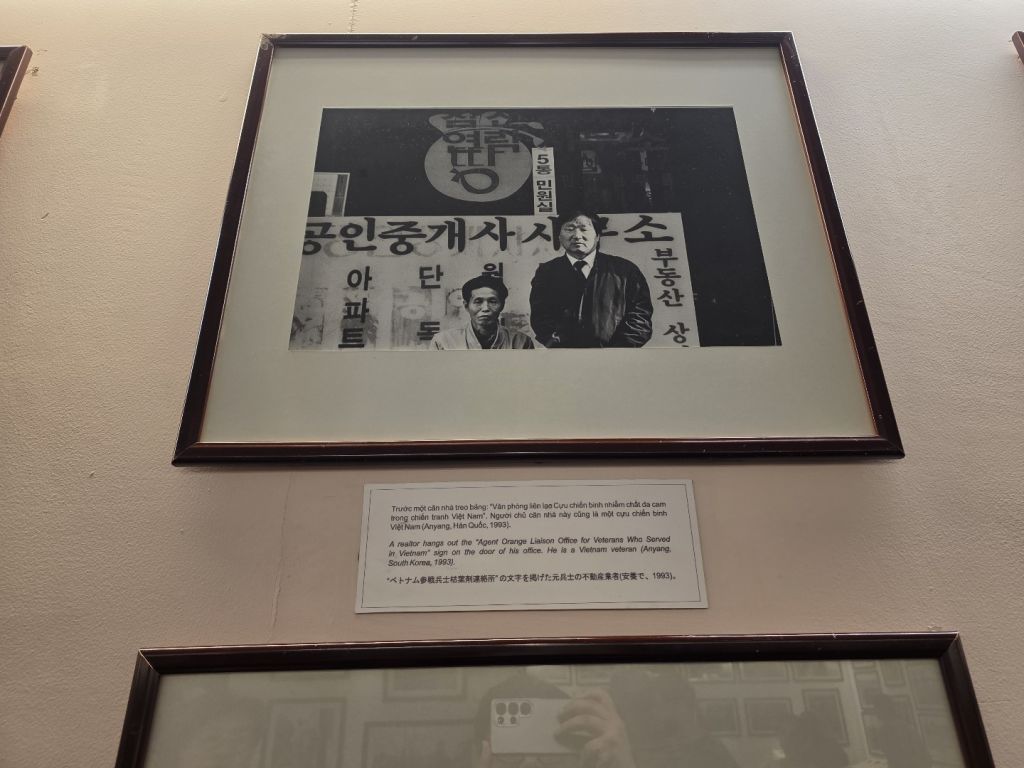 땅
5통 민원실
공인중개사사무소
아파트
단
부동산
Trước một căn nhà treo bảng: "Văn phòng liên lạc Cựu chiến binh nhiễm chất da cam
trong chiến tranh Việt Nam". Người chủ căn nhà này cũng là một cựu chiến binh
Việt Nam (Anyang, Hàn Quốc, 1993).
A realtor hangs out the "Agent Orange Liaison Office for Veterans Who Served
in Vietnam" sign on the door of his office. He is a Vietnam veteran (Anyang,
South Korea, 1993).
"ベトナム参戦兵士枯葉剤連絡所" の文字を掲げた元兵士の不動産業者(安養で、1993)。